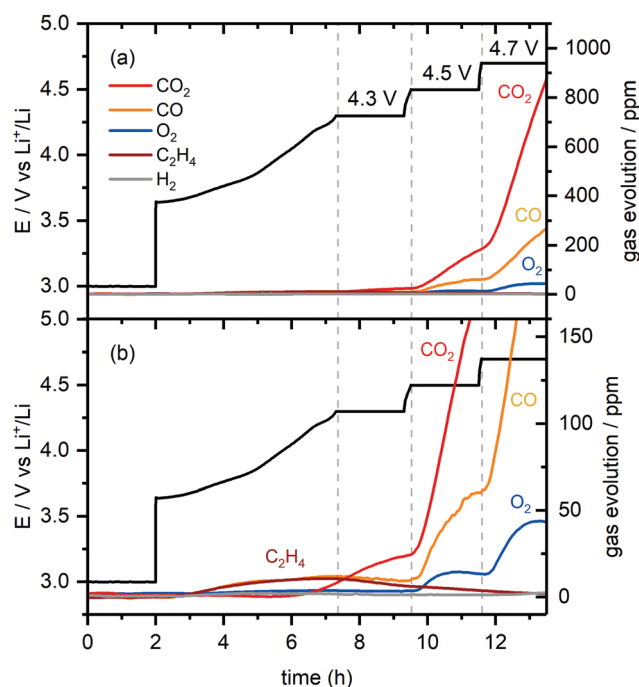 (a)
CO₂
CO
O₂
C₂H₄
H₂
4.3 V
4.5 V
4.7 V
CO₂
CO
O₂
E / V vs Li⁺/Li
5.0
4.5
4.0
3.5
3.0
gas evolution / ppm
1000
800
600
400
200
0
(b)
C₂H₄
CO₂
CO
O₂
E / V vs Li⁺/Li
5.0
4.5
4.0
3.5
3.0
gas evolution / ppm
150
100
50
0
0 2 4 6 8 10 12
time (h)